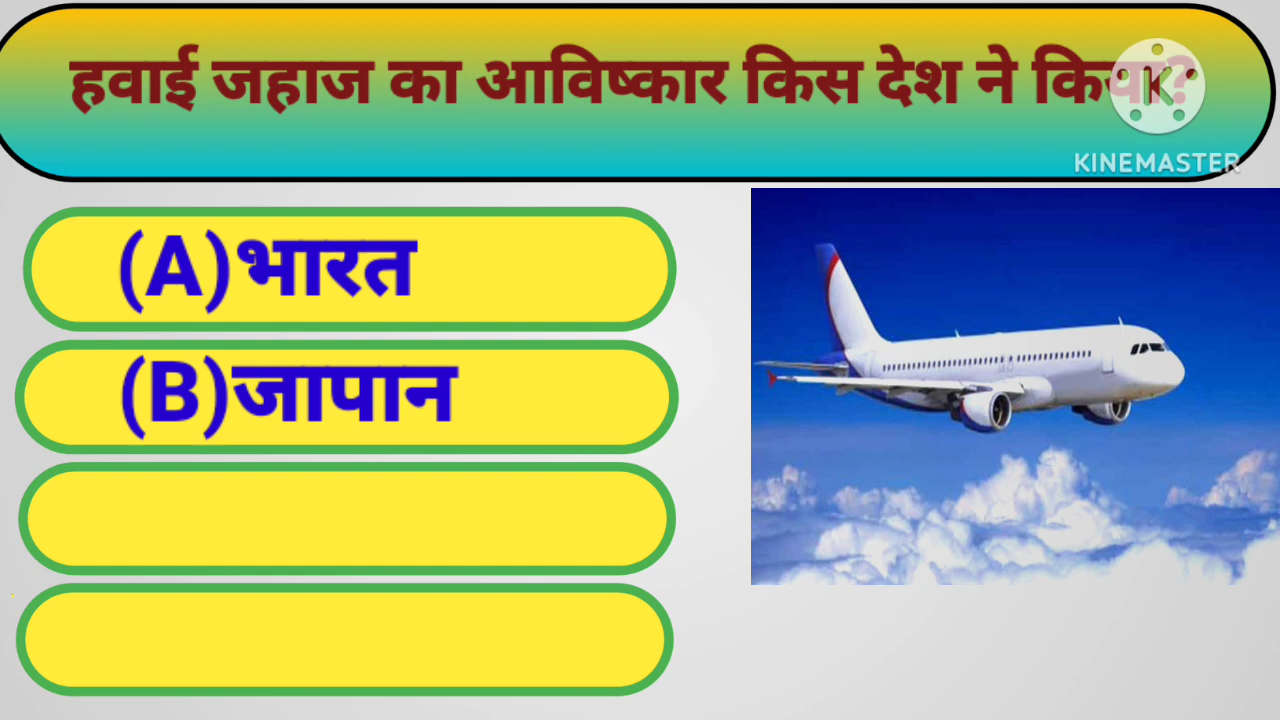 हवाई जहाज का आविष्कार किस देश ने किया?
KINEMASTER
(A)भारत
(B)जापान